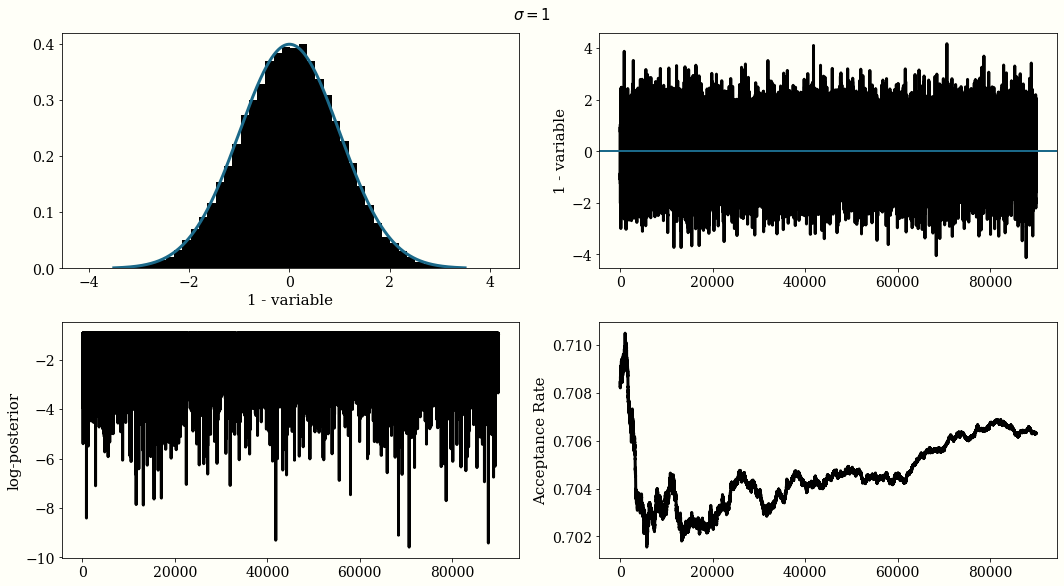 σ = 1
0.4
0.3
0.2
0.1
0.0
−4 −2 0 2 4
1 - variable
4
2
0
−2
−4
1 - variable
0 20000 40000 60000 80000
−2
−4
−6
−8
−10
log-posterior
0 20000 40000 60000 80000
0.710
0.708
0.706
0.704
0.702
Acceptance Rate
0 20000 40000 60000 80000